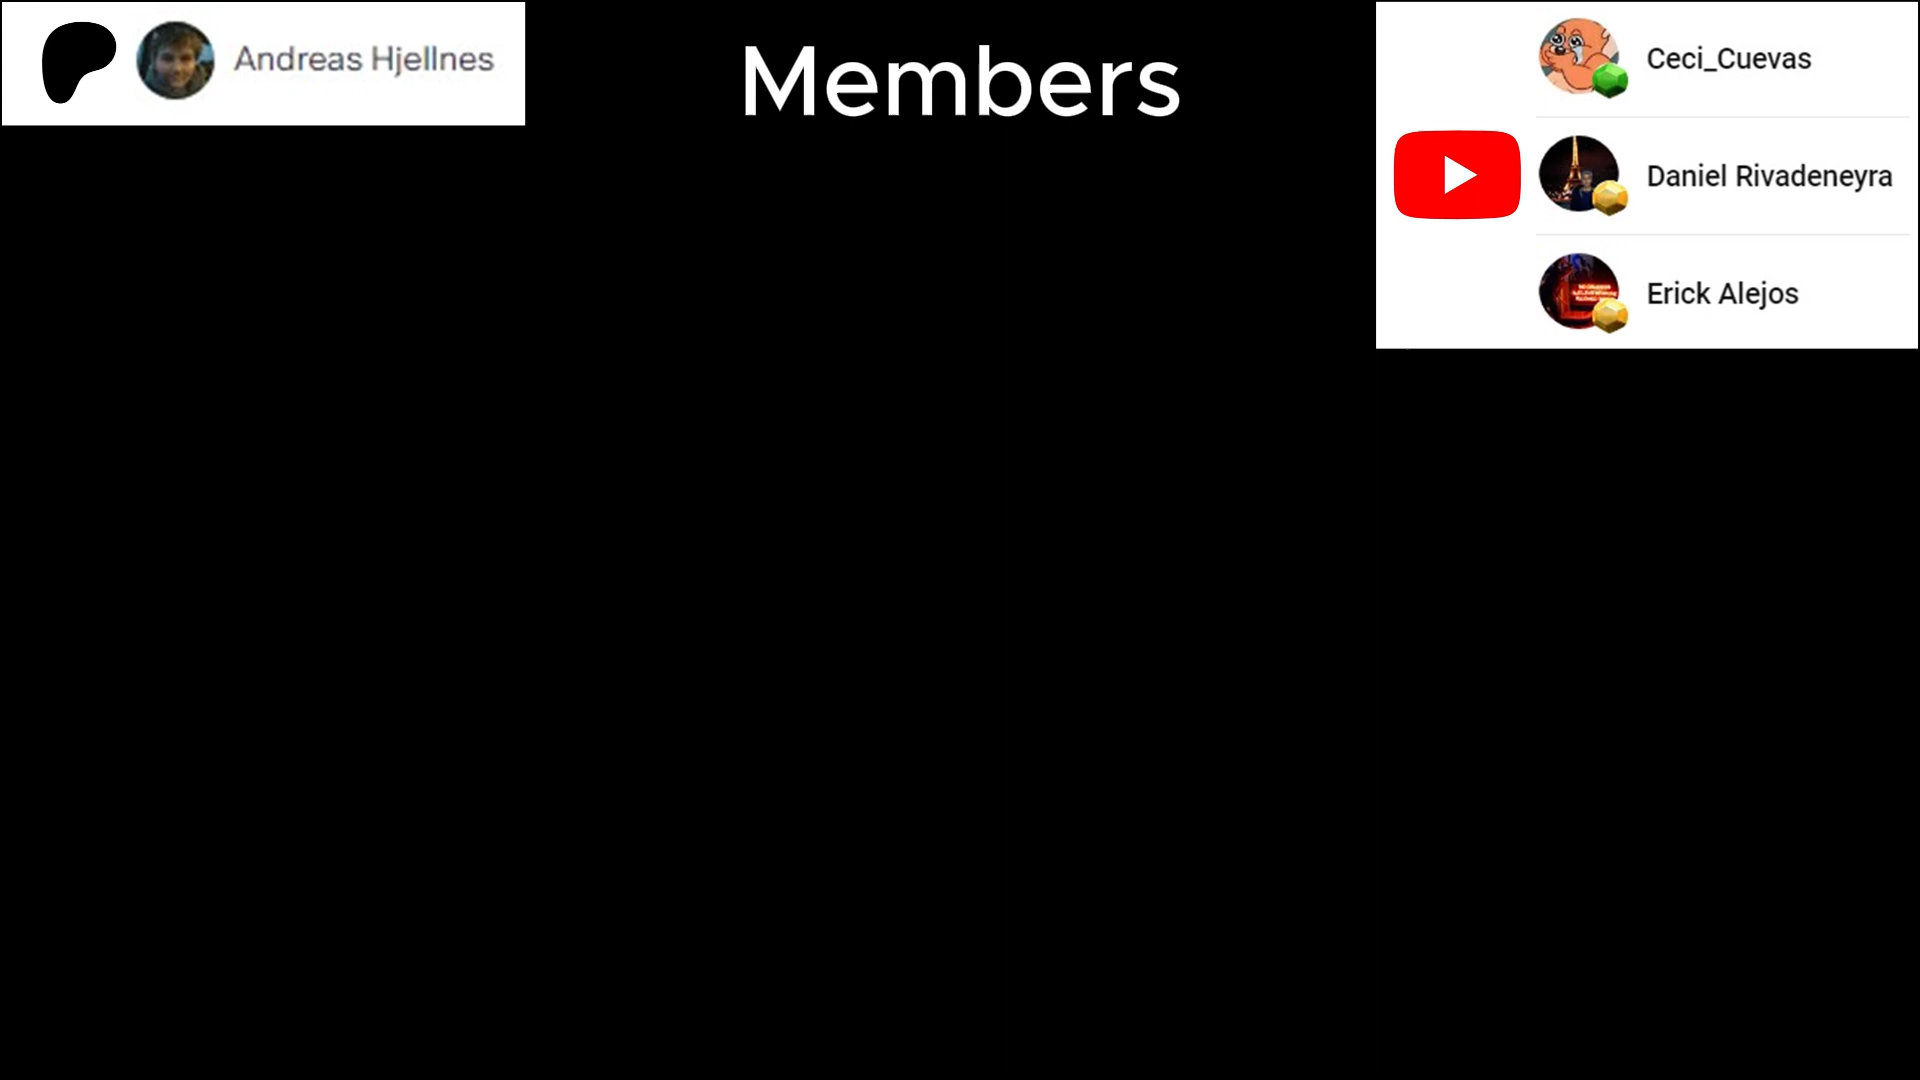 Andreas Hjellnes
Members
Ceci_Cuevas
Daniel Rivadeneyra
Erick Alejos